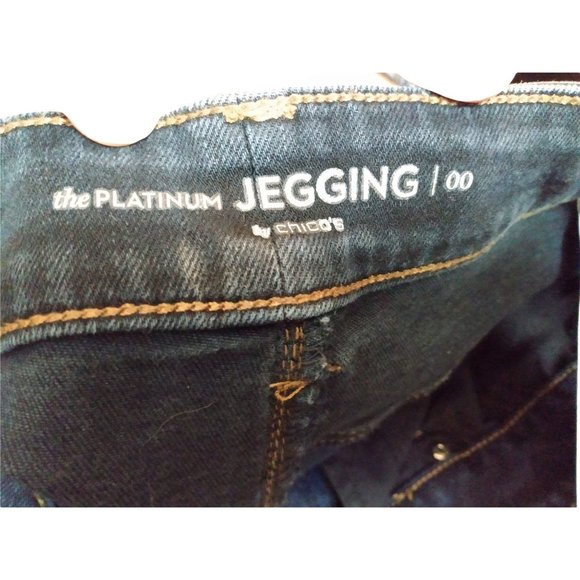 the PLATINUM JEGGING | 00
by chico's